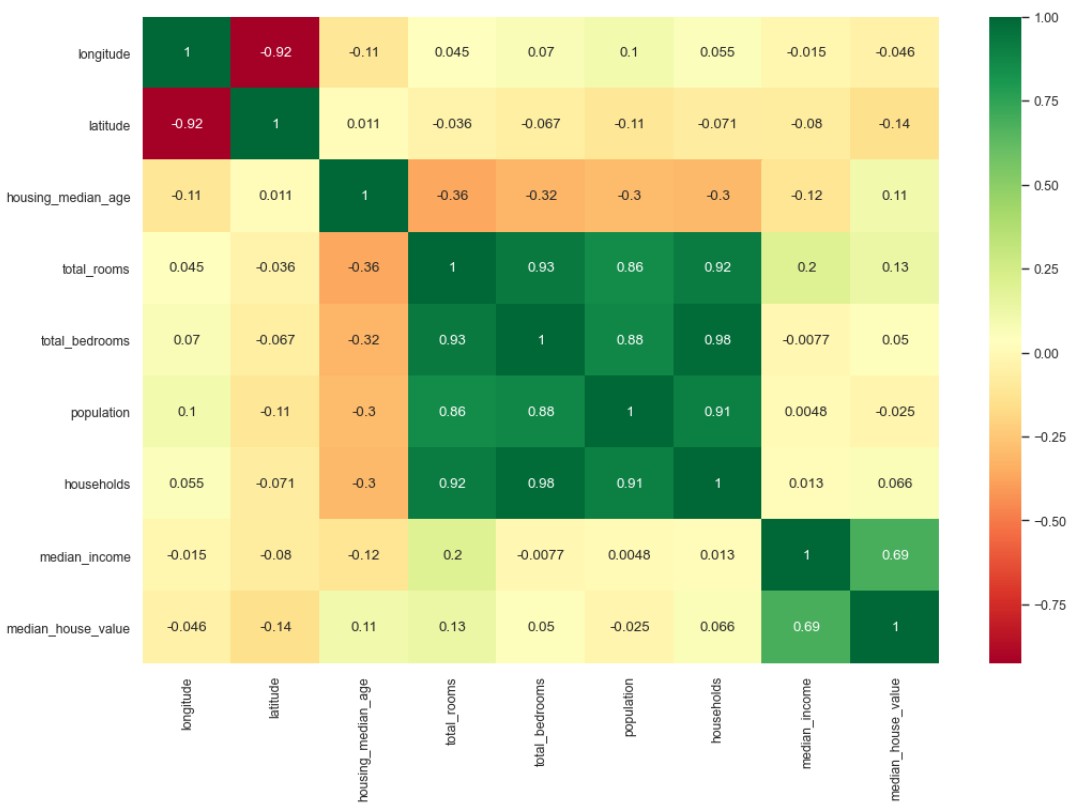 longitude 1 -0.92 -0.11 0.045 0.07 0.1 0.055 -0.015 -0.046
latitude -0.92 1 0.011 -0.036 -0.067 -0.11 -0.071 -0.08 -0.14
housing_median_age -0.11 0.011 1 -0.36 -0.32 -0.3 -0.3 -0.12 0.11
total_rooms 0.045 -0.036 -0.36 1 0.93 0.86 0.92 0.2 0.13
total_bedrooms 0.07 -0.067 -0.32 0.93 1 0.88 0.98 -0.0077 0.05
population 0.1 -0.11 -0.3 0.86 0.88 1 0.91 0.0048 -0.025
households 0.055 -0.071 -0.3 0.92 0.98 0.91 1 0.013 0.066
median_income -0.015 -0.08 -0.12 0.2 -0.0077 0.0048 0.013 1 0.69
median_house_value -0.046 -0.14 0.11 0.13 0.05 -0.025 0.066 0.69 1
longitude
latitude
housing_median_age
total_rooms
total_bedrooms
population
households
median_income
median_house_value
1.00
0.75
0.50
0.25
0.00
−0.25
−0.50
−0.75